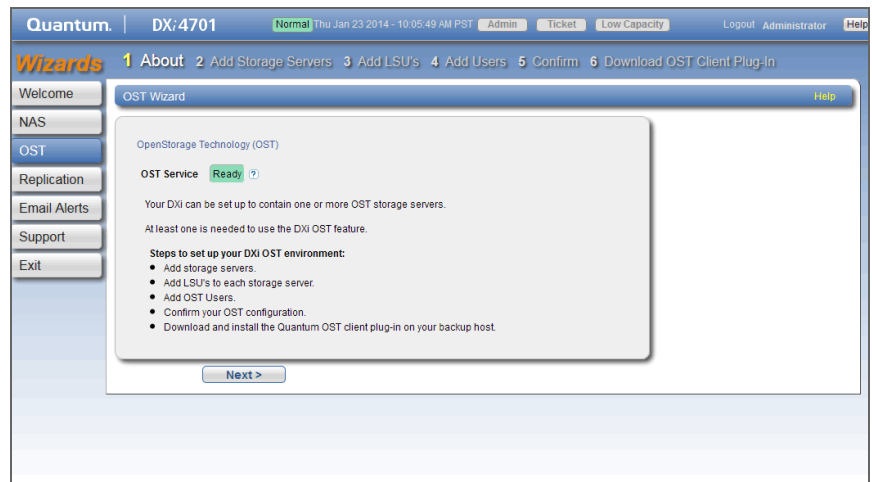 Quantum. DXi4701 Normal Thu Jan 23 2014 - 10:05:49 AM PST Admin Ticket Low Capacity Logout Administrator Help
Wizards 1 About 2 Add Storage Servers 3 Add LSU's 4 Add Users 5 Confirm 6 Download OST Client Plug-In
Welcome
NAS
OST
Replication
Email Alerts
Support
Exit
OST Wizard Help
OpenStorage Technology (OST)
OST Service Ready ?
Your DXi can be set up to contain one or more OST storage servers.
At least one is needed to use the DXi OST feature.
Steps to set up your DXi OST environment:
• Add storage servers.
• Add LSU's to each storage server.
• Add OST Users.
• Confirm your OST configuration.
• Download and install the Quantum OST client plug-in on your backup host.
Next >